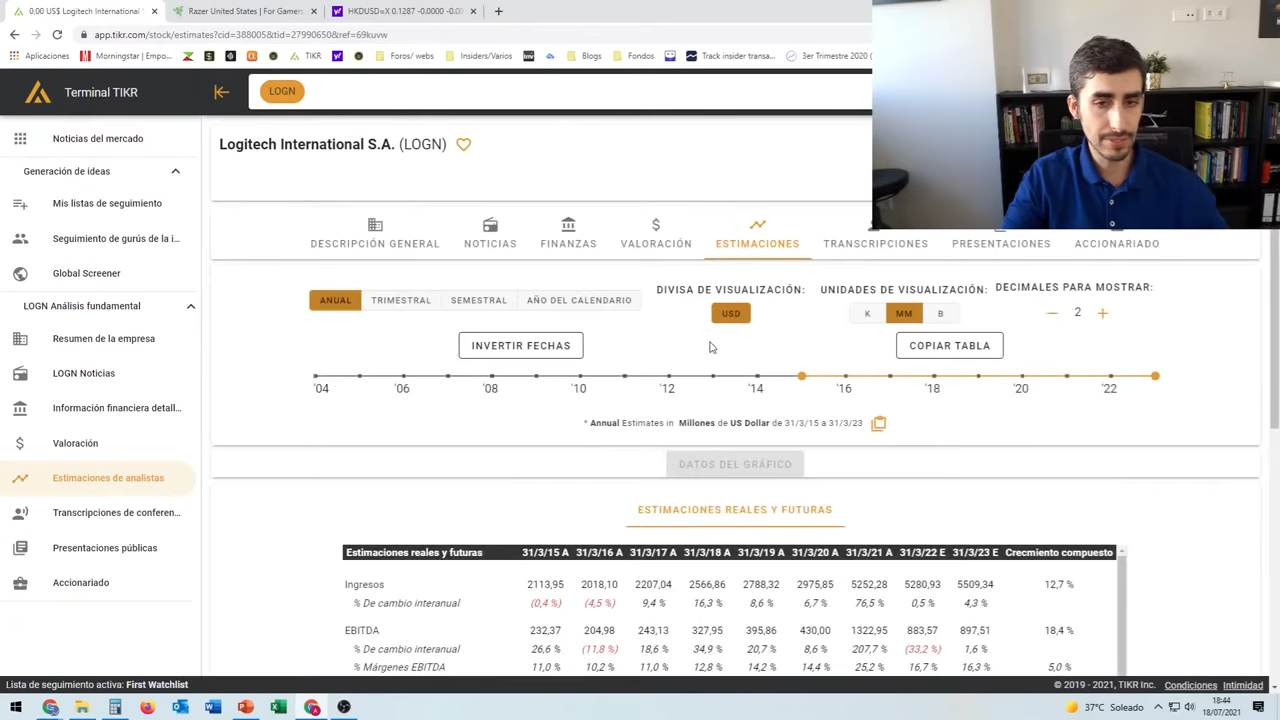 0,00 US$ Logitech International
Razer United States | For Gamers
HKDUSD=X 0.1287 -0.0000 -0.00
app.tikr.com/stock/estimates?cid=388005&tid=27990650&ref=69kuvw
Aplicaciones
Morningstar | Empo...
TIKR
Foros/ webs
Insiders/Varios
Blogs
Fondos
Track insider transa...
3er Trimestre 2020 (
Terminal TIKR
LOGN
Noticias del mercado
Generación de ideas
Mis listas de seguimiento
Seguimiento de gurús de la i...
Global Screener
LOGN Análisis fundamental
Resumen de la empresa
LOGN Noticias
Información financiera detall...
Valoración
Estimaciones de analistas
Transcripciones de conferen...
Presentaciones públicas
Accionariado
Logitech International S.A. (LOGN)
DESCRIPCIÓN GENERAL NOTICIAS FINANZAS VALORACIÓN ESTIMACIONES TRANSCRIPCIONES PRESENTACIONES ACCIONARIADO
ANUAL TRIMESTRAL SEMESTRAL AÑO DEL CALENDARIO
DIVISA DE VISUALIZACIÓN:
USD
UNIDADES DE VISUALIZACIÓN:
K MM B
DECIMALES PARA MOSTRAR:
— 2 +
INVERTIR FECHAS
COPIAR TABLA
'04 '06 '08 '10 '12 '14 '16 '18 '20 '22
* Annual Estimates in Millones de US Dollar de 31/3/15 a 31/3/23
DATOS DEL GRÁFICO
ESTIMACIONES REALES Y FUTURAS
Estimaciones reales y futuras 31/3/15 A 31/3/16 A 31/3/17 A 31/3/18 A 31/3/19 A 31/3/20 A 31/3/21 A 31/3/22 E 31/3/23 E Crecmiento compuesto
Ingresos 2113,95 2018,10 2207,04 2566,86 2788,32 2975,85 5252,28 5280,93 5509,34 12,7 %
% De cambio interanual (0,4 %) (4,5 %) 9,4 % 16,3 % 8,6 % 6,7 % 76,5 % 0,5 % 4,3 %
EBITDA 232,37 204,98 243,13 327,95 395,86 430,00 1322,95 883,57 897,51 18,4 %
% De cambio interanual 26,6 % (11,8 %) 18,6 % 34,9 % 20,7 % 8,6 % 207,7 % (33,2 %) 1,6 %
% Márgenes EBITDA 11,0 % 10,2 % 11,0 % 12,8 % 14,2 % 14,4 % 25,2 % 16,7 % 16,3 % 5,0 %
Lista de seguimiento activa: First Watchlist
© 2019 - 2021, TIKR Inc. Condiciones Intimidad
37°C Soleado
18:44
18/07/2021